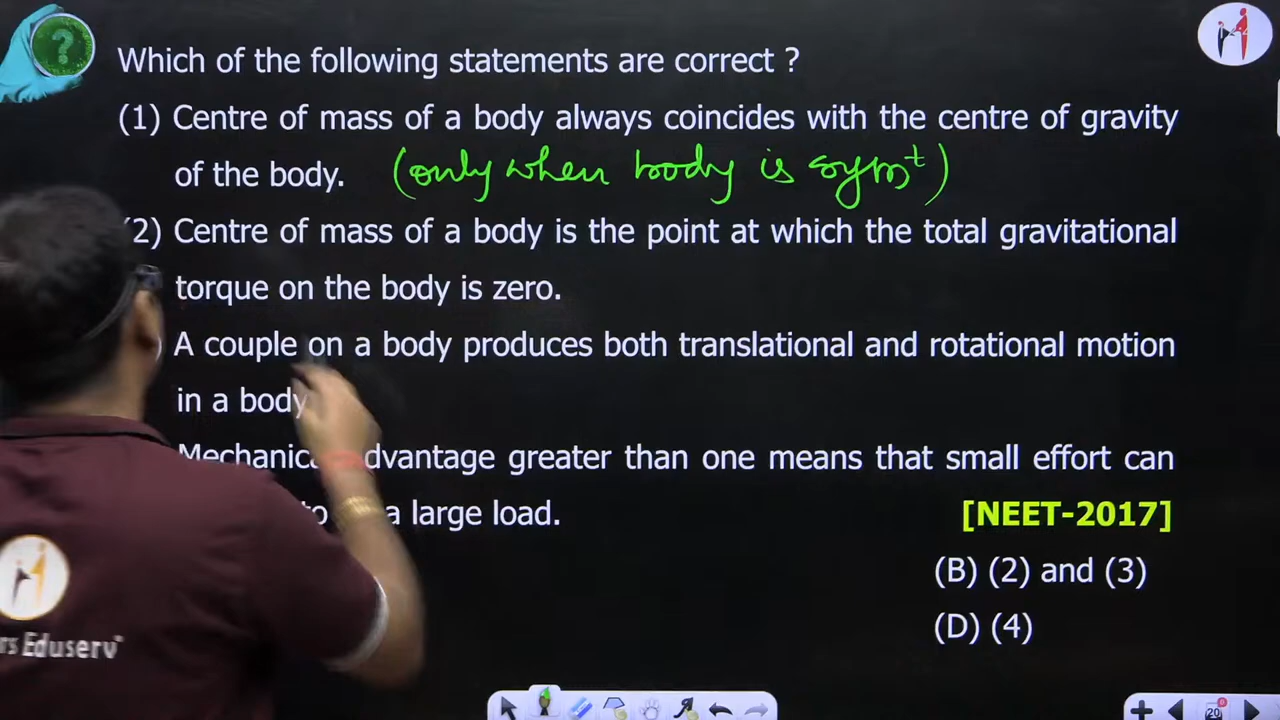 Which of the following statements are correct ?
(1) Centre of mass of a body always coincides with the centre of gravity
of the body. (only when body is symt)
2) Centre of mass of a body is the point at which the total gravitational
torque on the body is zero.
) A couple on a body produces both translational and rotational motion
in a body
Mechanica dvantage greater than one means that small effort can
to a large load.
[NEET-2017]
(B) (2) and (3)
(D) (4)
rs Eduserv
20